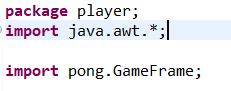 package player;
import java.awt.*;
import pong.GameFrame;